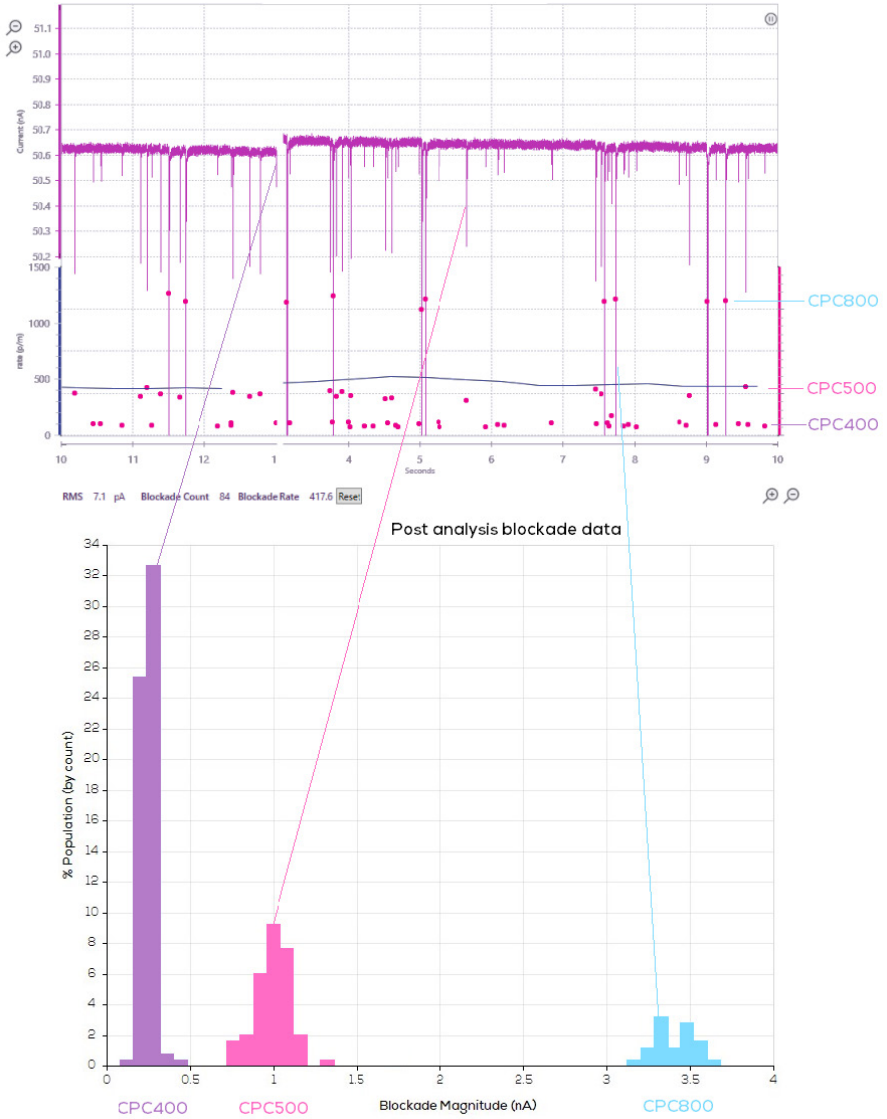 51.1
51.0
50.9
50.8
50.7
50.6
50.5
50.4
50.3
50.2
Current (nA)
1500
1000
500
0
rate (p/m)
CPC800
CPC500
CPC400
10 11 12 1 4 5 6 7 8 9 10
Seconds
RMS 7.1 pA Blockade Count 84 Blockade Rate 417.6 Reset
Post analysis blockade data
34
32
30
28
26
24
22
20
18
16
14
12
10
8
6
4
2
0
% Population (by count)
0 0.5 1 1.5 2 2.5 3 3.5 4
Blockade Magnitude (nA)
CPC400 CPC500 CPC800